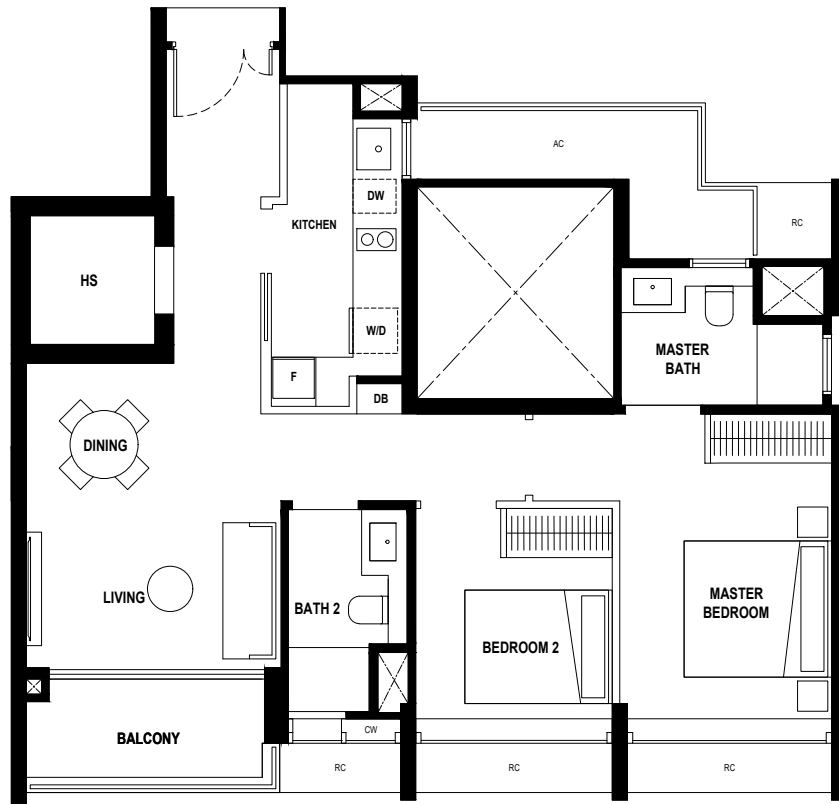 AC
DW
RC
KITCHEN
HS
W/D
MASTER
BATH
F
DB
DINING
LIVING
BATH 2
MASTER
BEDROOM
BEDROOM 2
BALCONY
CW
RC
RC
RC